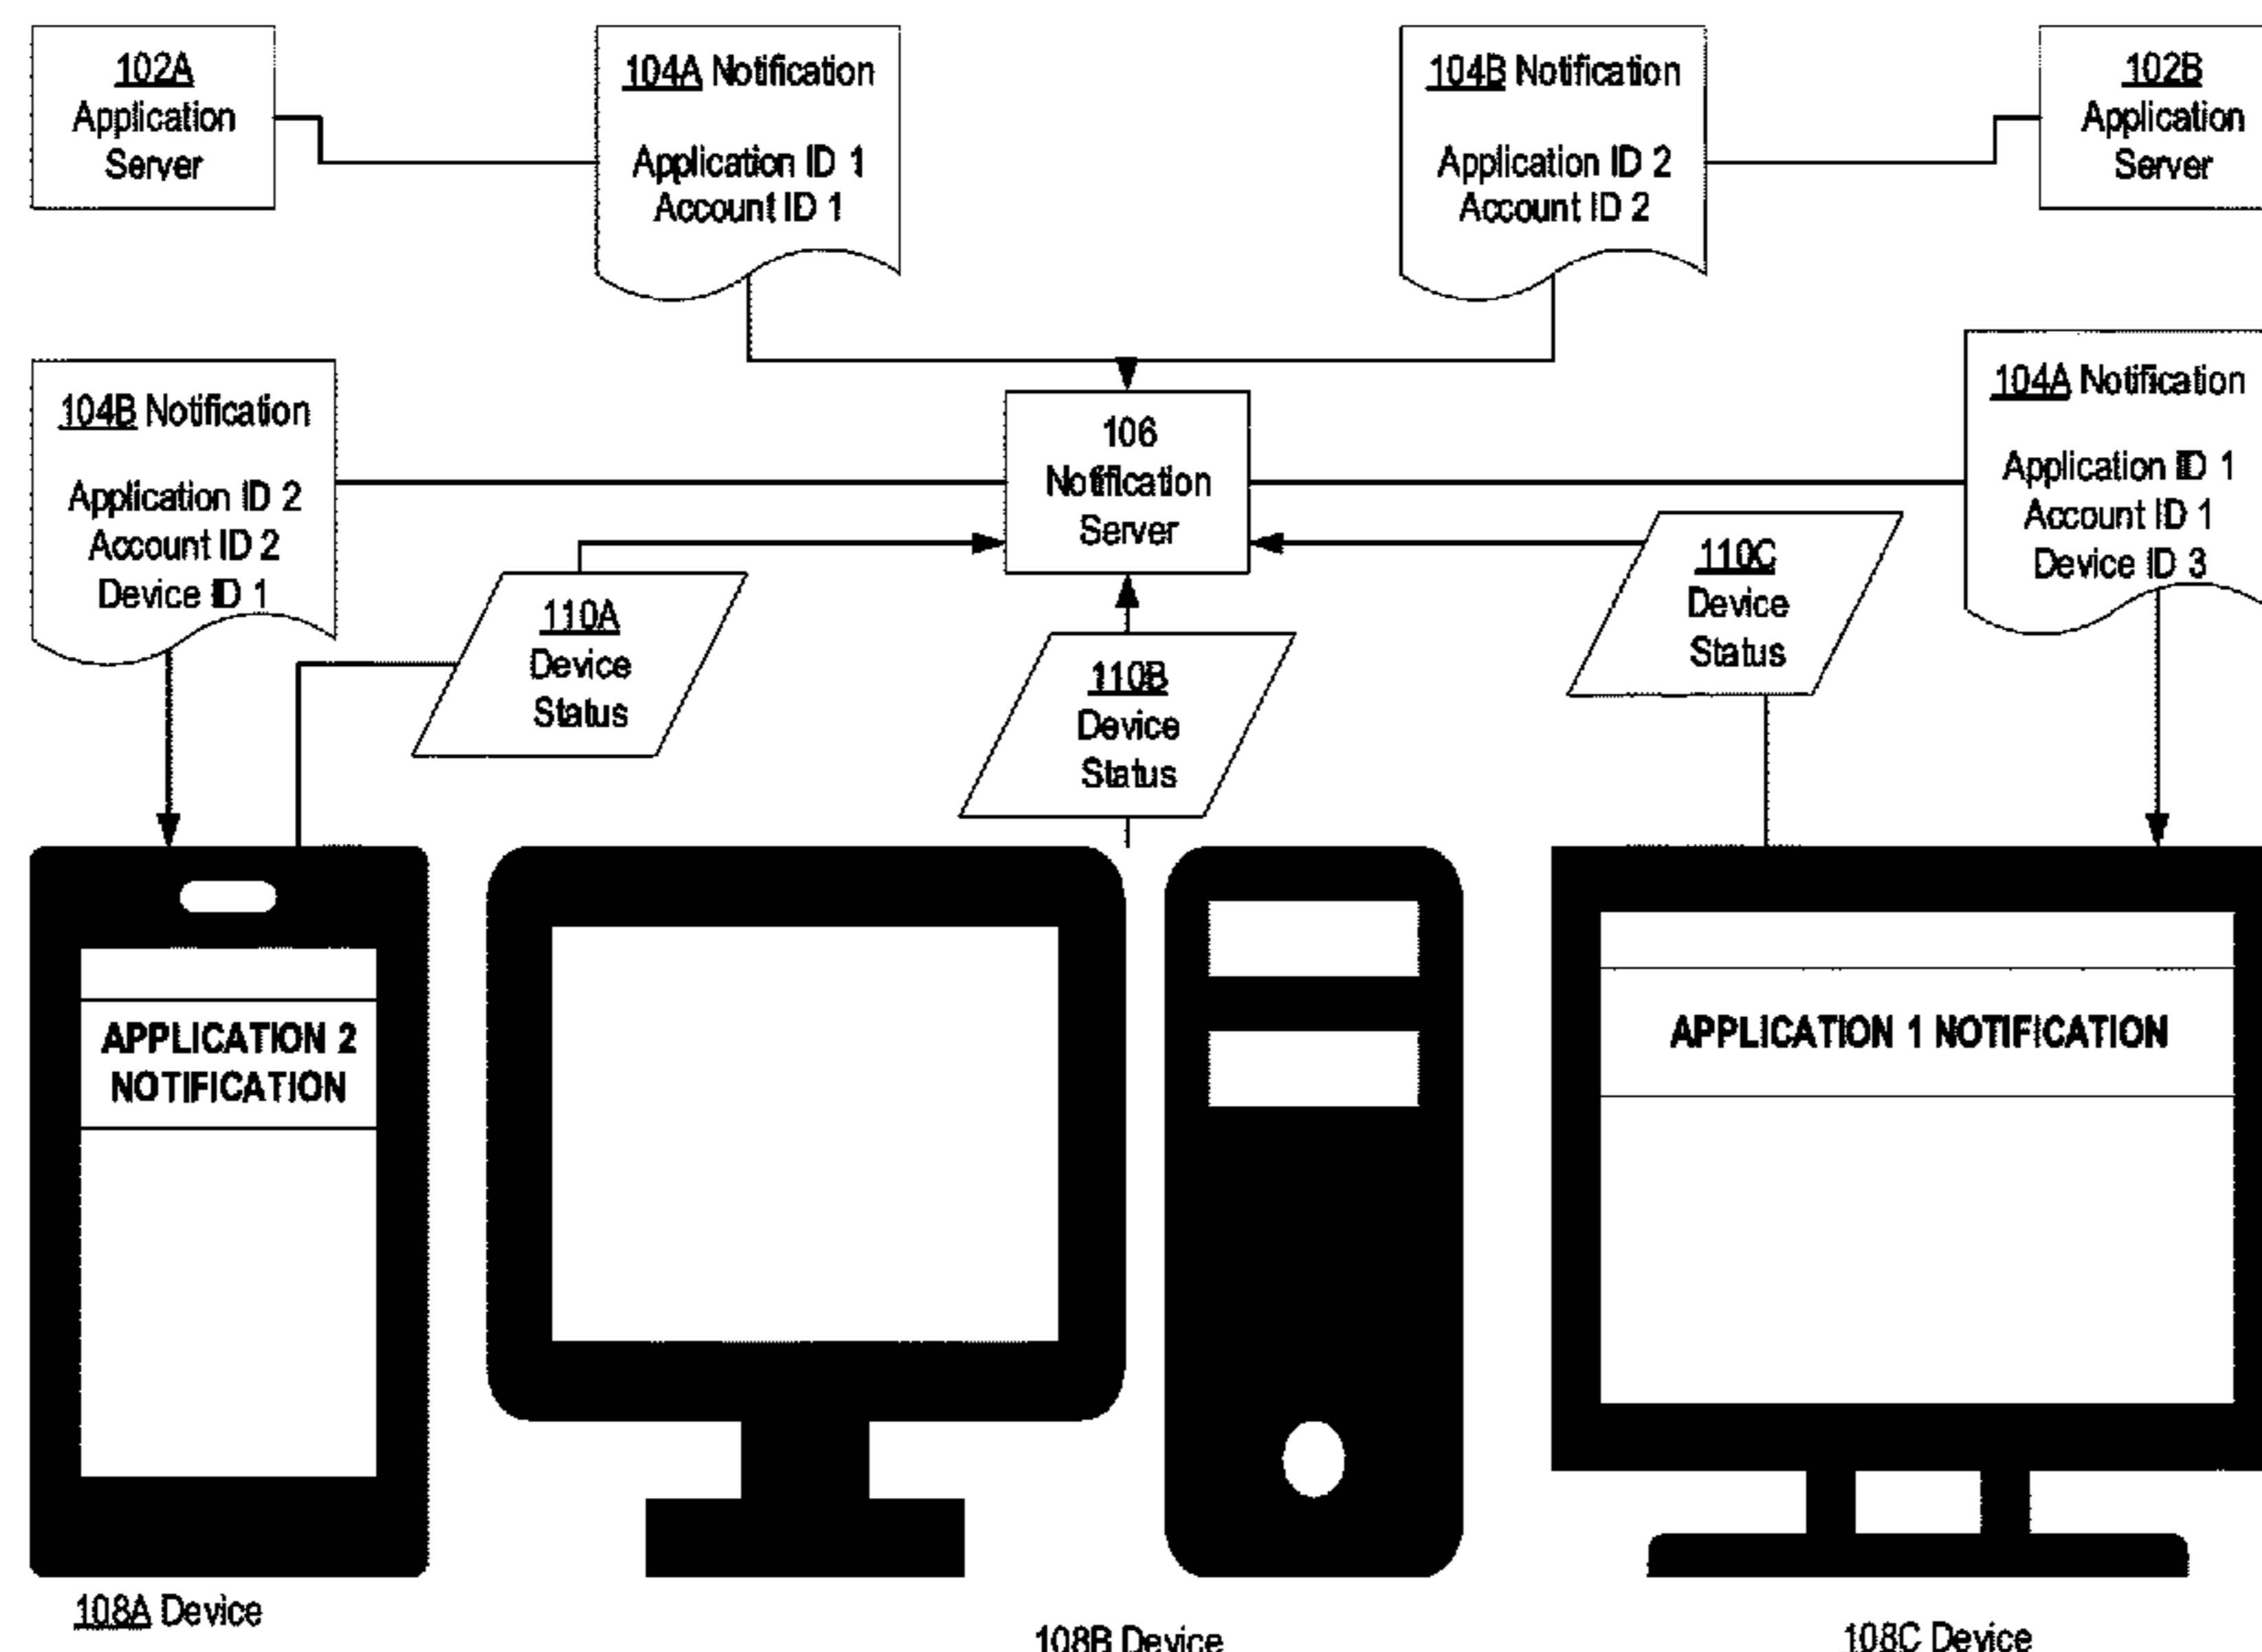 102A
Application
Server
104A Notification
Application ID 1
Account ID 1
104B Notification
Application ID 2
Account ID 2
102B
Application
Server
104B Notification
Application ID 2
Account ID 2
Device ID 1
106
Notification
Server
104A Notification
Application ID 1
Account ID 1
Device ID 3
110A
Device
Status
110B
Device
Status
110C
Device
Status
APPLICATION 2
NOTIFICATION
APPLICATION 1 NOTIFICATION
108A Device
108B Device
108C Device